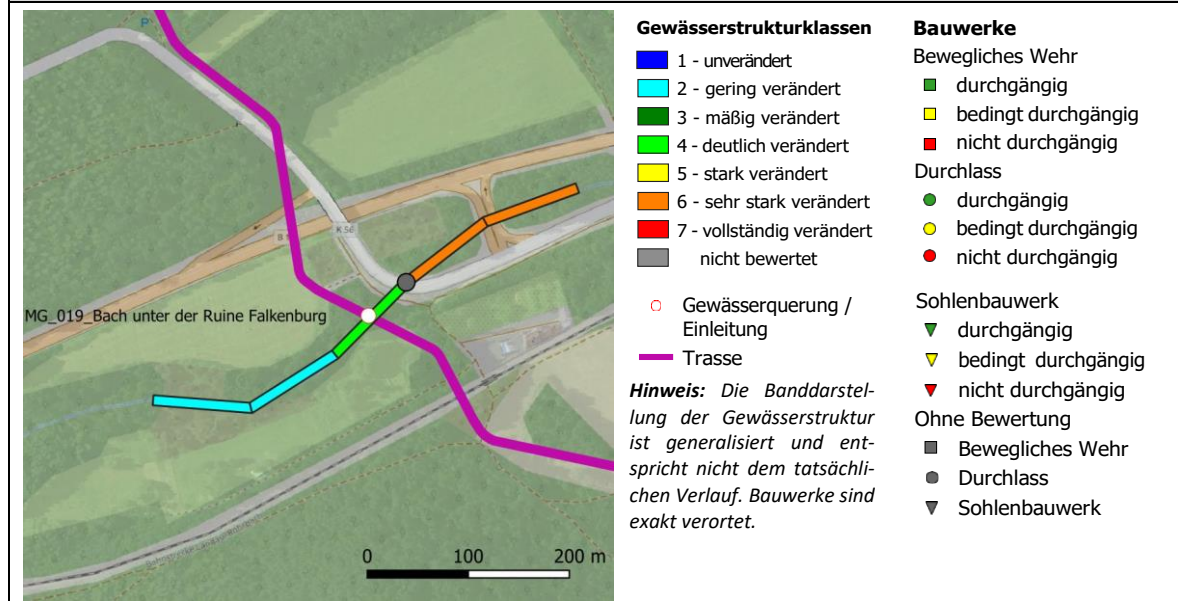 P
K 56
B
MG_019_Bach unter der Ruine Falkenburg
0 100 200 m
Gewässerstrukturklassen
1 - unverändert
2 - gering verändert
3 - mäßig verändert
4 - deutlich verändert
5 - stark verändert
6 - sehr stark verändert
7 - vollständig verändert
nicht bewertet
Gewässerquerung /
Einleitung
Trasse
Hinweis: Die Banddarstel-
lung der Gewässerstruktur
ist generalisiert und ent-
spricht nicht dem tatsächli-
chen Verlauf. Bauwerke sind
exakt verortet.
Bauwerke
Bewegliches Wehr
durchgängig
bedingt durchgängig
nicht durchgängig
Durchlass
durchgängig
bedingt durchgängig
nicht durchgängig
Sohlenbauwerk
durchgängig
bedingt durchgängig
nicht durchgängig
Ohne Bewertung
Bewegliches Wehr
Durchlass
Sohlenbauwerk